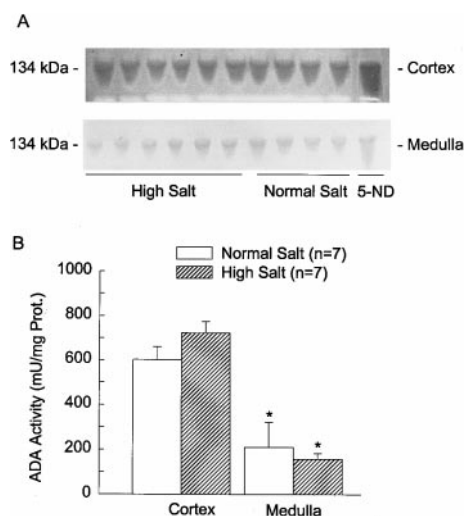 A
134 kDa - - Cortex
134 kDa - - Medulla
High Salt Normal Salt 5-ND
B
Normal Salt (n=7)
High Salt (n=7)
1000
800
600
400
200
0
ADA Activity (mU/mg Prot.)
* *
Cortex Medulla